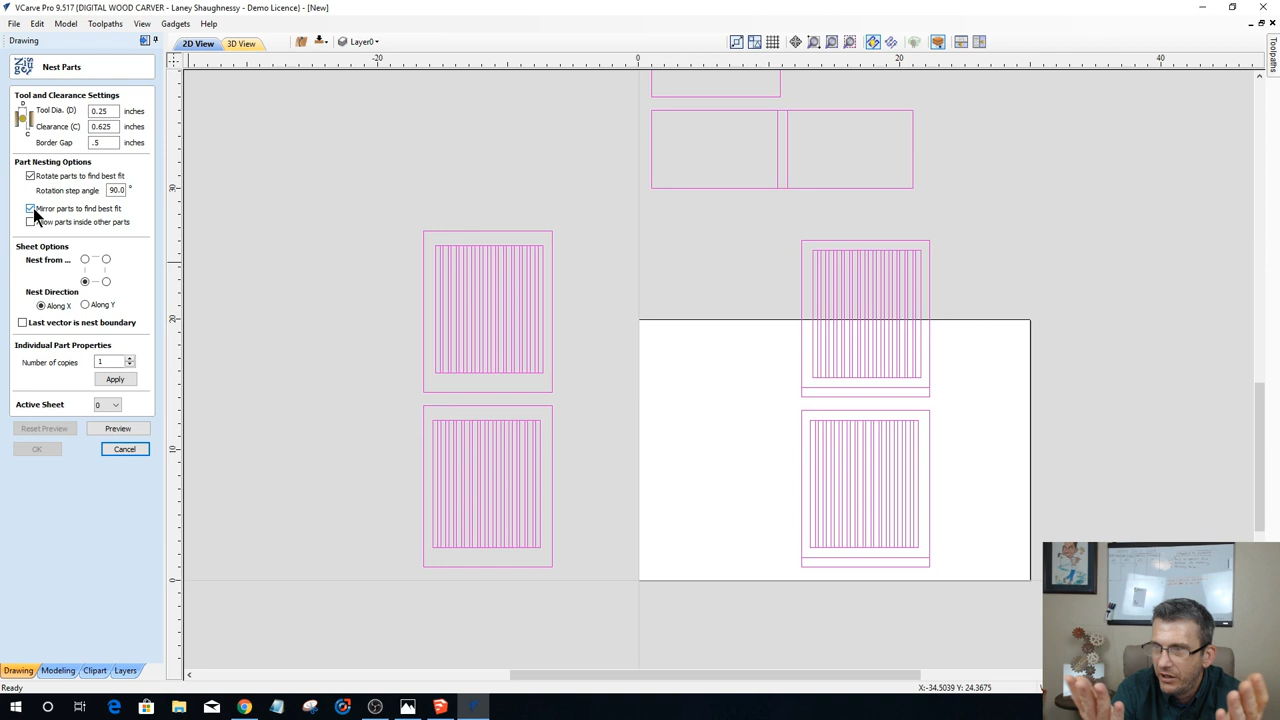 VCarve Pro 9.517 {DIGITAL WOOD CARVER - Laney Shaughnessy - Demo Licence} - [New]
File Edit Model Toolpaths View Gadgets Help
Drawing
2D View 3D View Layer0
Toolpaths
-20 0 20 40
30
20
10
0
Nest Parts
Tool and Clearance Settings
D
C
Tool Dia. (D) 0.25 inches
Clearance (C) 0.625 inches
Border Gap .5 inches
Part Nesting Options
Rotate parts to find best fit
Rotation step angle 90.0 °
Mirror parts to find best fit
parts inside other parts
Sheet Options
Nest from ...
Nest Direction
Along X Along Y
Last vector is nest boundary
Individual Part Properties
Number of copies 1
Apply
Active Sheet 0
Reset Preview Preview
OK Cancel
Drawing Modeling Clipart Layers
Ready X:-34.5039 Y: 24.3675